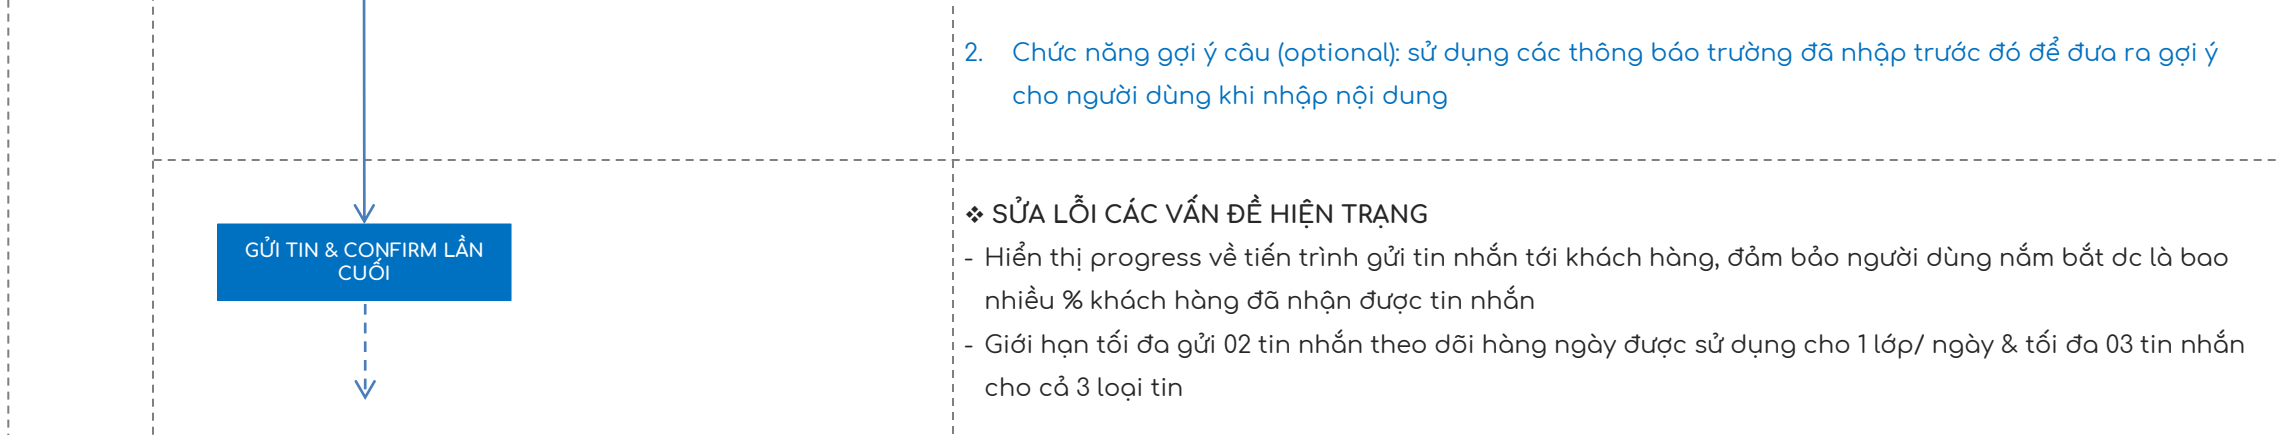 2. Chức năng gợi ý câu (optional): sử dụng các thông báo trường đã nhập trước đó để đưa ra gợi ý
cho người dùng khi nhập nội dung
GỬI TIN & CONFIRM LẦN
CUỐI
❖ SỬA LỖI CÁC VẤN ĐỀ HIỆN TRẠNG
- Hiển thị progress về tiến trình gửi tin nhắn tới khách hàng, đảm bảo người dùng nắm bắt dc là bao
nhiều % khách hàng đã nhận được tin nhắn
- Giới hạn tối đa gửi 02 tin nhắn theo dõi hàng ngày được sử dụng cho 1 lớp/ ngày & tối đa 03 tin nhắn
cho cả 3 loại tin